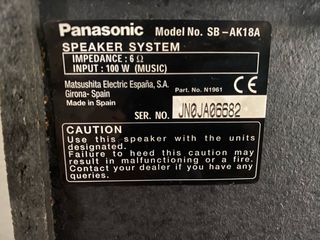 Panasonic Model No. SB-AK18A
SPEAKER SYSTEM
IMPEDANCE : 6 Ω
INPUT : 100 W (MUSIC)
Matsushita Electric España, S.A.
Girona- Spain
Made in Spain
Part. No. N1961
CE
SER. NO. JN0JA06682
CAUTION
Use this speaker with the units
designated.
Failure to heed this caution may
result in malfunctioning or a fire.
Contact your dealer if you have
any queries.